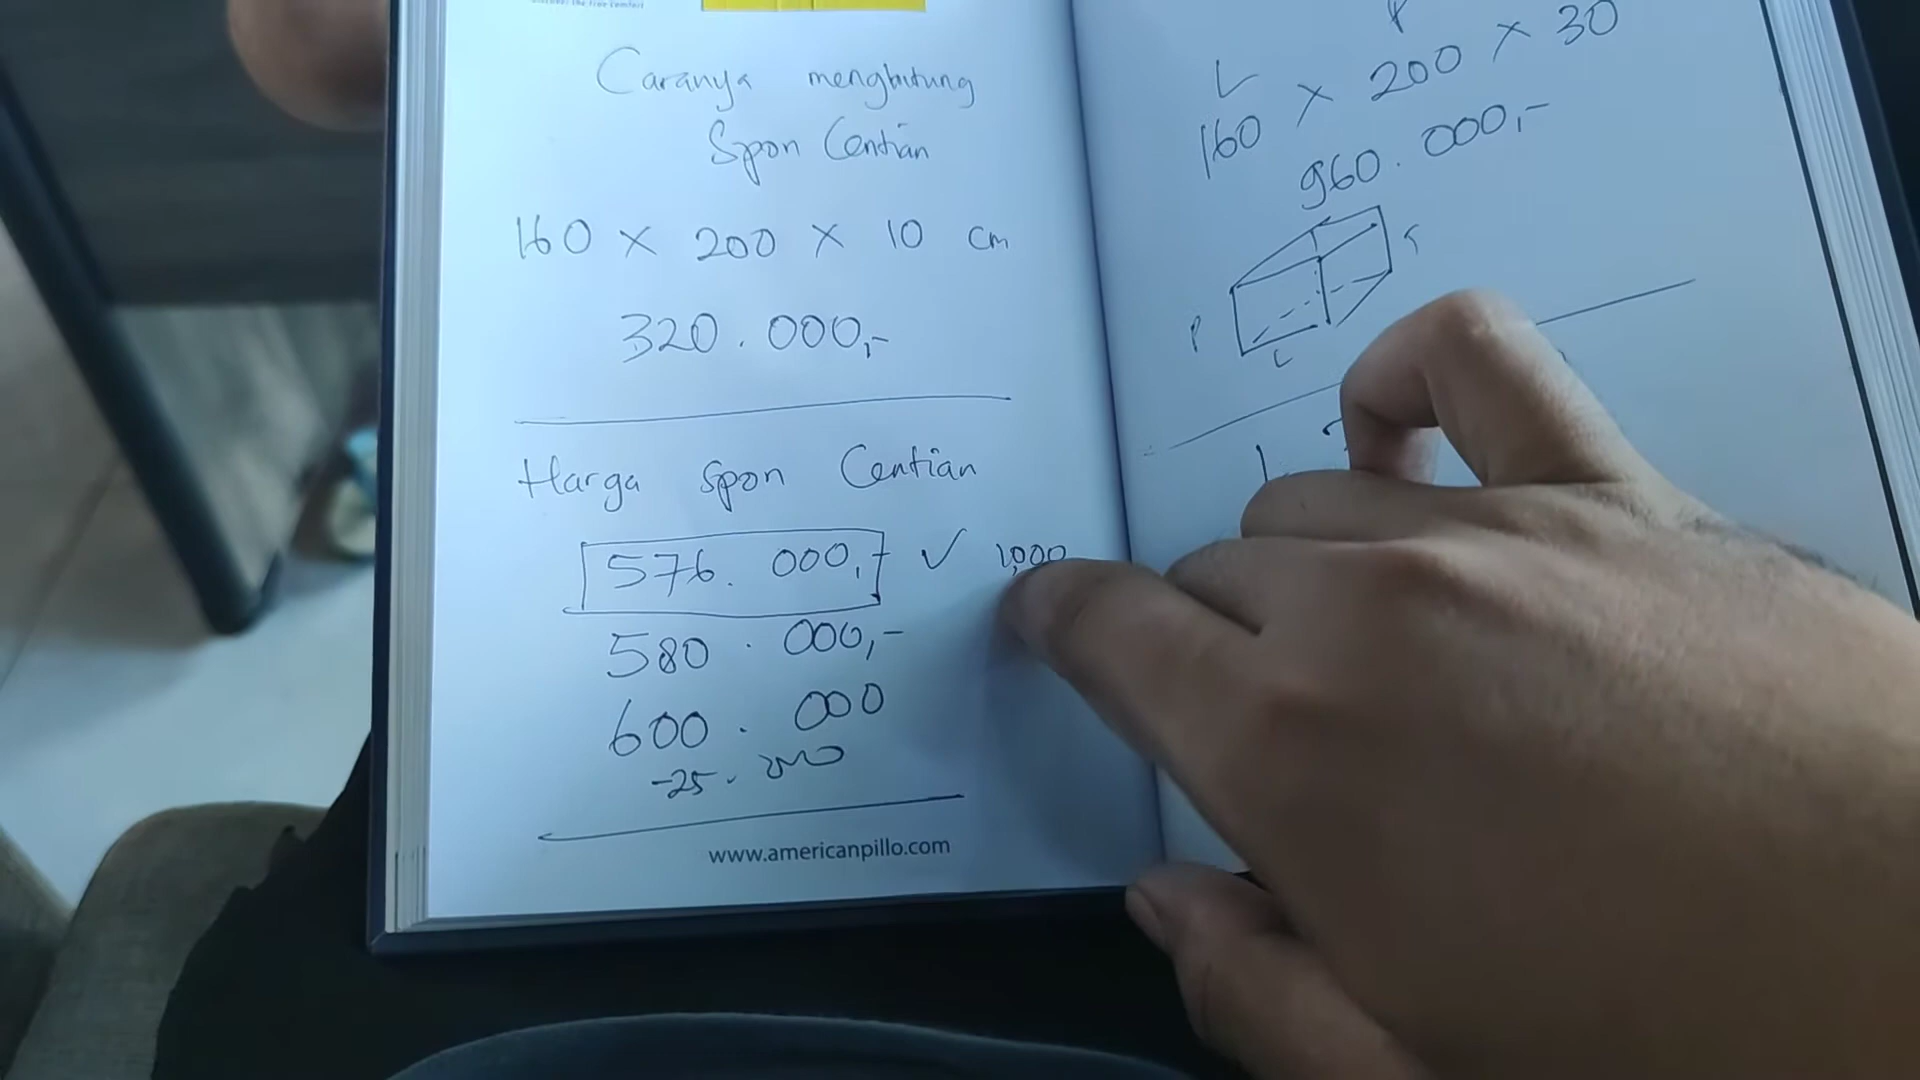 Caranya menghitung
Spon Centian
160 x 200 x 10 cm
320.000,-
Harga Spon Centian
576.000,- ✓ 1,000
580.000,-
600.000
-25.000
www.americanpillo.com
L P
160 x 200 x 30
960.000,-
P
L